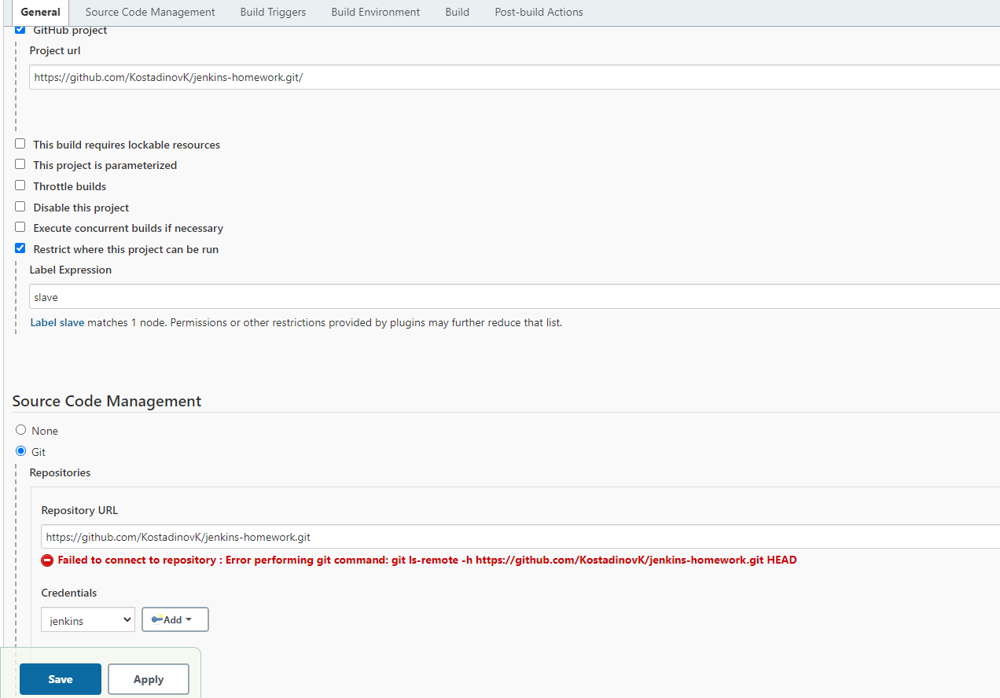 General Source Code Management Build Triggers Build Environment Build Post-build Actions
GitHub project
Project url
https://github.com/KostadinovK/jenkins-homework.git/
This build requires lockable resources
This project is parameterized
Throttle builds
Disable this project
Execute concurrent builds if necessary
Restrict where this project can be run
Label Expression
slave
Label slave matches 1 node. Permissions or other restrictions provided by plugins may further reduce that list.
Source Code Management
None
Git
Repositories
Repository URL
https://github.com/KostadinovK/jenkins-homework.git
Failed to connect to repository : Error performing git command: git ls-remote -h https://github.com/KostadinovK/jenkins-homework.git HEAD
Credentials
jenkins Add
Save Apply